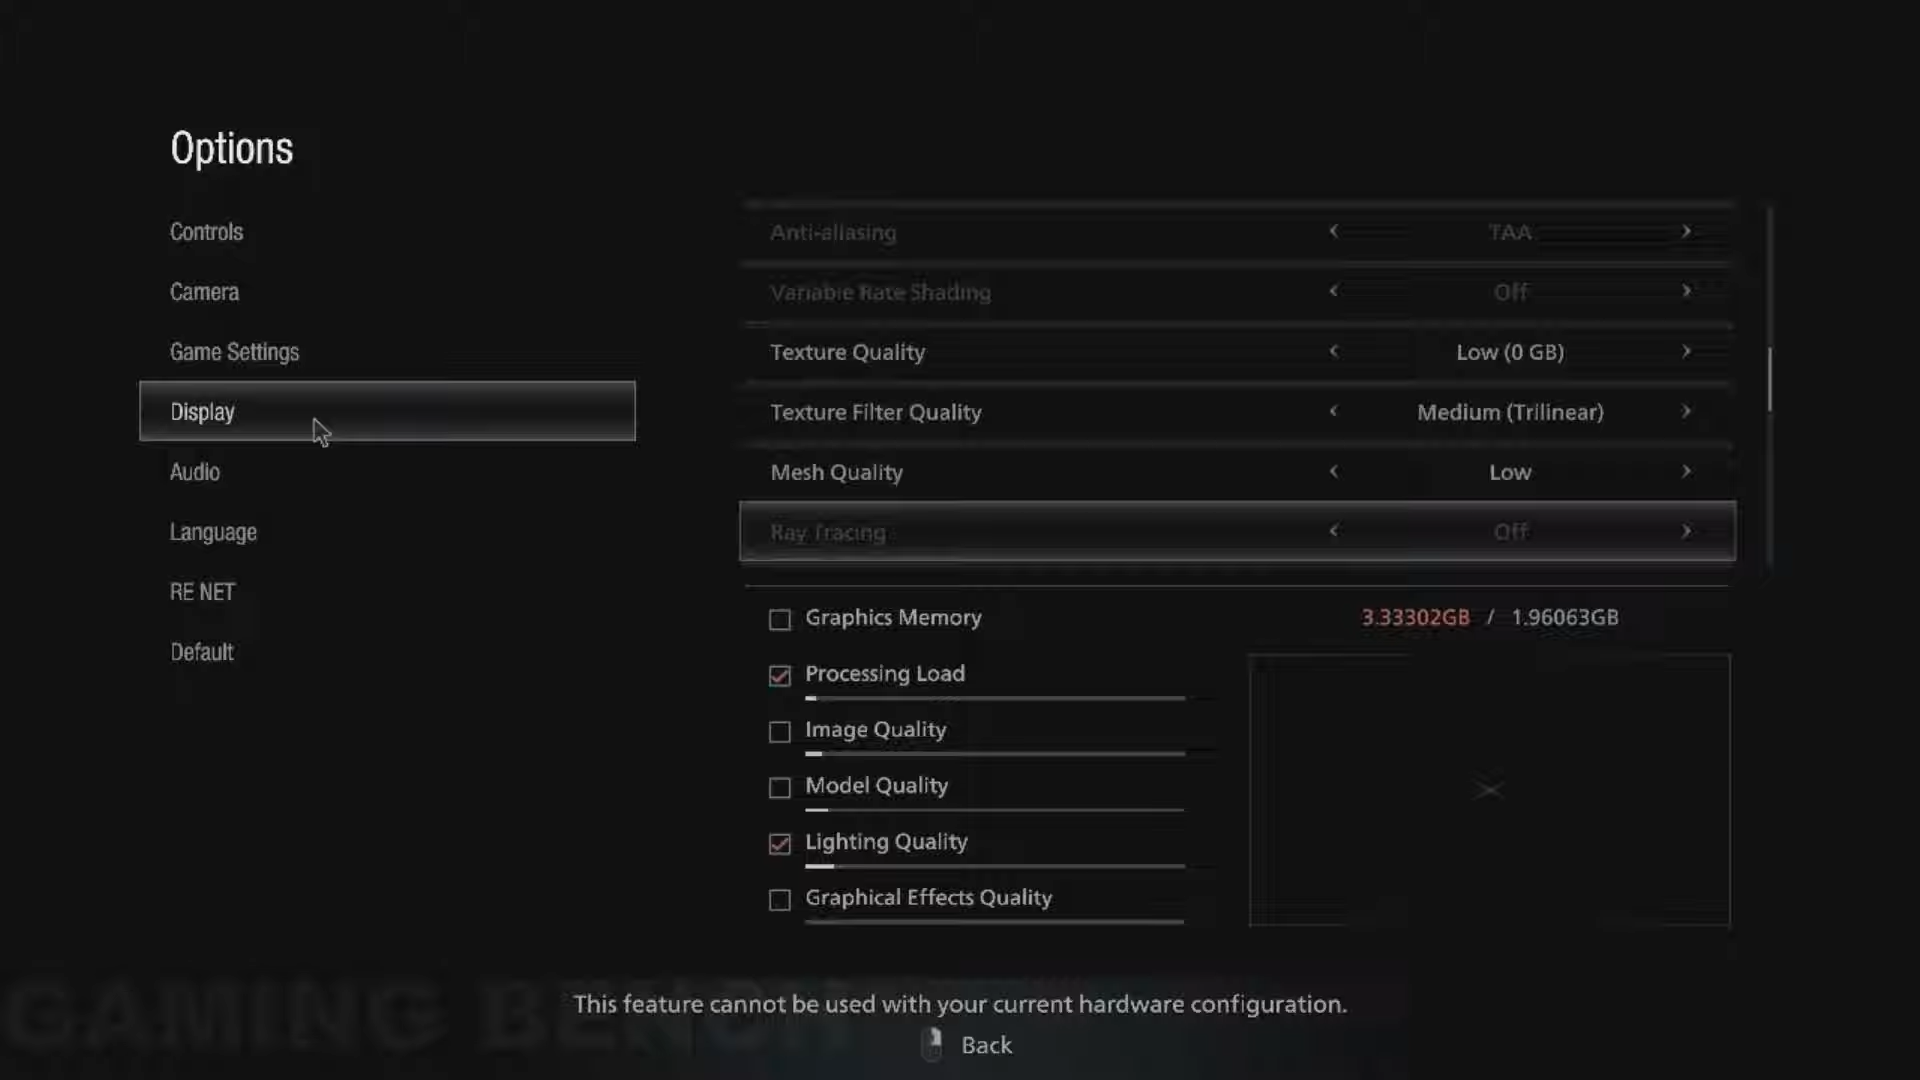 Options
Controls
Camera
Game Settings
Display
Audio
Language
RE NET
Default
Anti-aliasing < TAA >
Variable Rate Shading < Off >
Texture Quality < Low (0 GB) >
Texture Filter Quality < Medium (Trilinear) >
Mesh Quality < Low >
Ray Tracing < Off >
Graphics Memory 3.33302GB / 1.96063GB
Processing Load
Image Quality
Model Quality
Lighting Quality
Graphical Effects Quality
GAMING BENCH
This feature cannot be used with your current hardware configuration.
Back